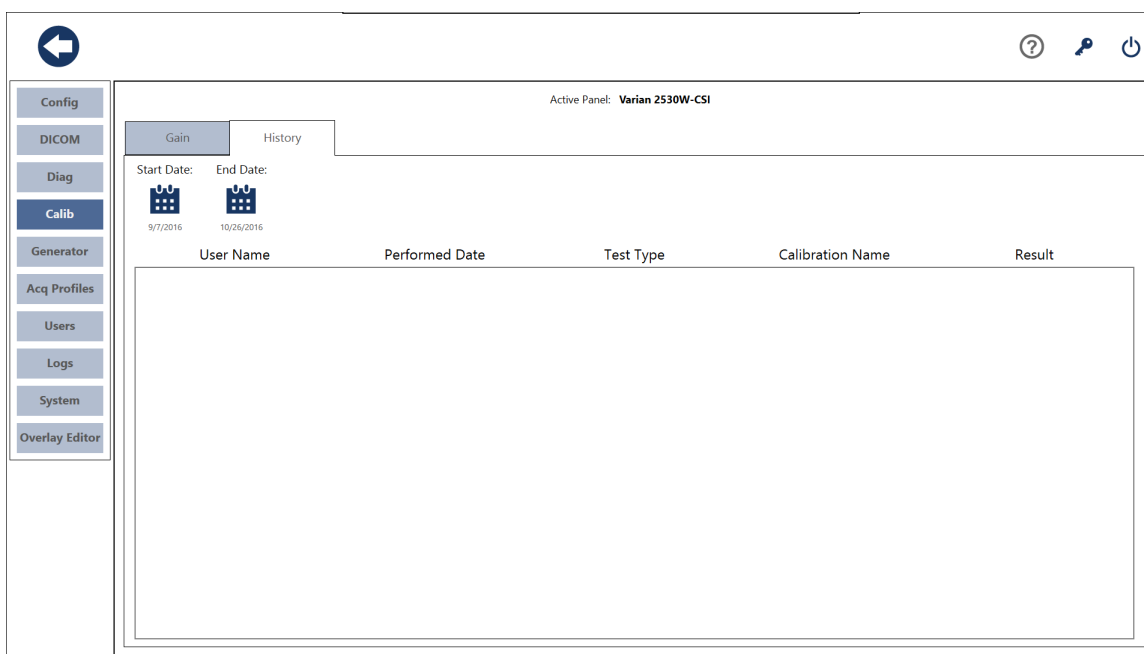 ?
Config
DICOM
Diag
Calib
Generator
Acq Profiles
Users
Logs
System
Overlay Editor
Active Panel: Varian 2530W-CSI
Gain History
Start Date: End Date:
9/7/2016 10/26/2016
User Name Performed Date Test Type Calibration Name Result